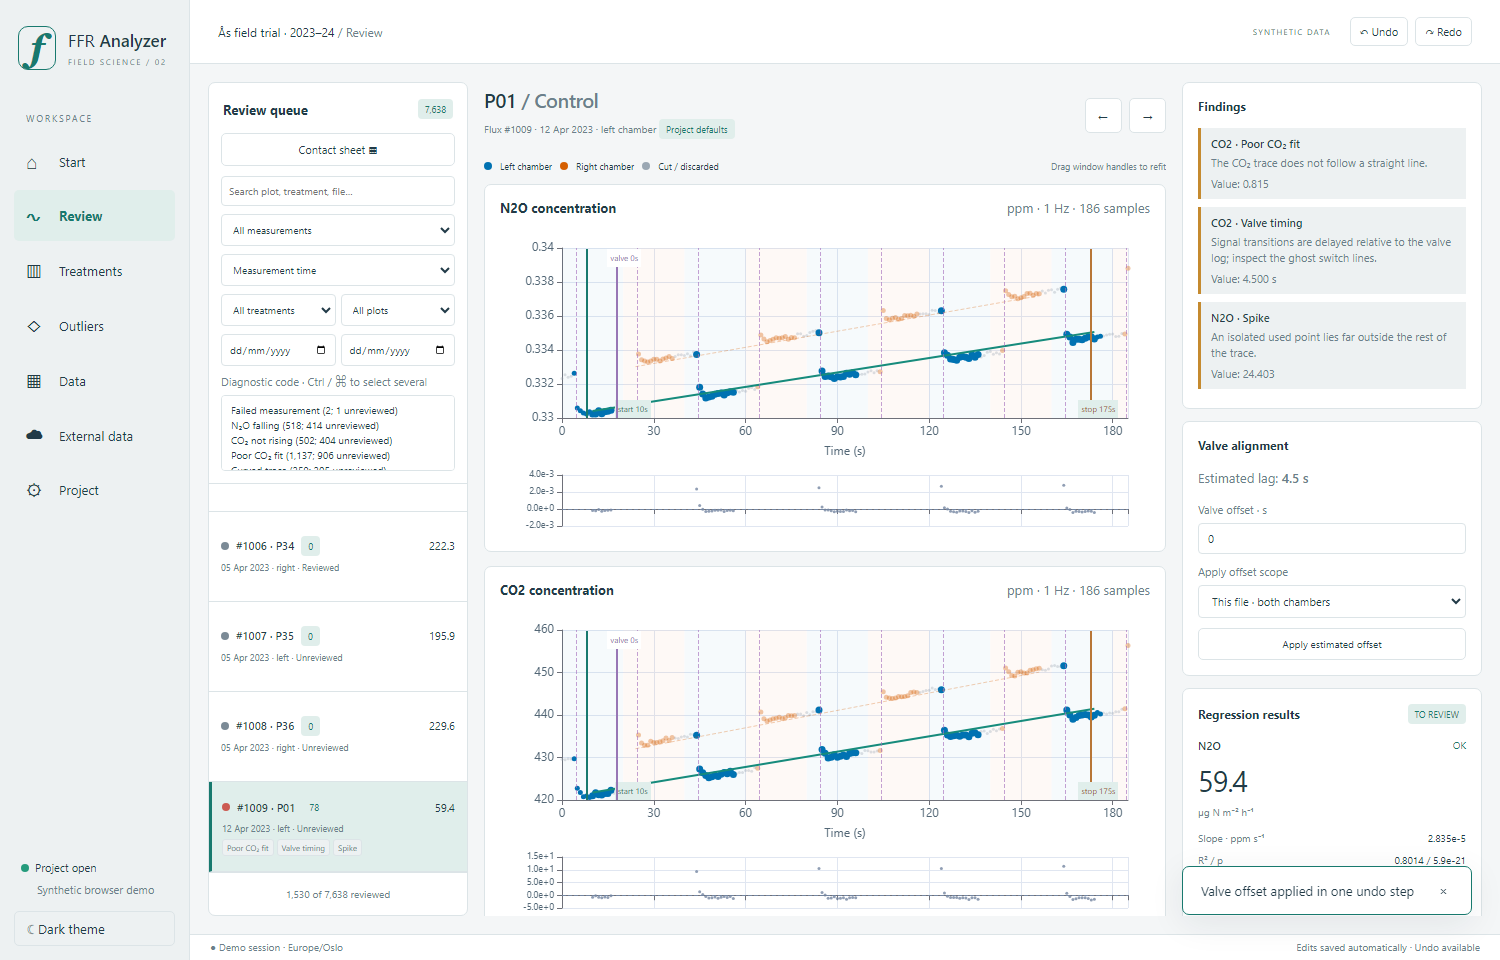 FFR Analyzer
FIELD SCIENCE / 02
WORKSPACE
Start
Review
Treatments
Outliers
Data
External data
Project
Project open
Synthetic browser demo
☾ Dark theme
Ås field trial · 2023–24 / Review
SYNTHETIC DATA
↶ Undo
↷ Redo
Review queue
7,638
Contact sheet ▦
Search plot, treatment, file...
All measurements
Measurement time
All treatments
All plots
dd/mm/yyyy
dd/mm/yyyy
Diagnostic code · Ctrl / ⌘ to select several
Failed measurement (2; 1 unreviewed)
N₂O falling (518; 414 unreviewed)
CO₂ not rising (502; 404 unreviewed)
Poor CO₂ fit (1,137; 906 unreviewed)
#1006 · P34 0 222.3
05 Apr 2023 · right · Reviewed
#1007 · P35 0 195.9
05 Apr 2023 · left · Unreviewed
#1008 · P36 0 229.6
05 Apr 2023 · right · Unreviewed
#1009 · P01 78 59.4
12 Apr 2023 · left · Unreviewed
Poor CO₂ fit Valve timing Spike
1,530 of 7,638 reviewed
P01 / Control
Flux #1009 · 12 Apr 2023 · left chamber Project defaults
← →
Left chamber Right chamber Cut / discarded
Drag window handles to refit
N2O concentration
ppm · 1 Hz · 186 samples
0.34
0.338
0.336
0.334
0.332
0.33
valve 0s
start 10s
stop 175s
0 30 60 90 120 150 180
Time (s)
4.0e-3
2.0e-3
0.0e+0
-2.0e-3
CO2 concentration
ppm · 1 Hz · 186 samples
460
450
440
430
420
valve 0s
start 10s
stop 175s
0 30 60 90 120 150 180
Time (s)
1.5e+1
1.0e+1
5.0e+0
0.0e+0
-5.0e+0
Findings
CO2 · Poor CO₂ fit
The CO₂ trace does not follow a straight line.
Value: 0.815
CO2 · Valve timing
Signal transitions are delayed relative to the valve
log; inspect the ghost switch lines.
Value: 4.500 s
N2O · Spike
An isolated used point lies far outside the rest of
the trace.
Value: 24.403
Valve alignment
Estimated lag: 4.5 s
Valve offset · s
0
Apply offset scope
This file · both chambers
Apply estimated offset
Regression results
TO REVIEW
N2O OK
59.4
µg N m⁻² h⁻¹
Slope · ppm s⁻¹ 2.835e-5
R² / p 0.8014 / 5.9e-21
Valve offset applied in one undo step ×
● Demo session · Europe/Oslo
Edits saved automatically · Undo available